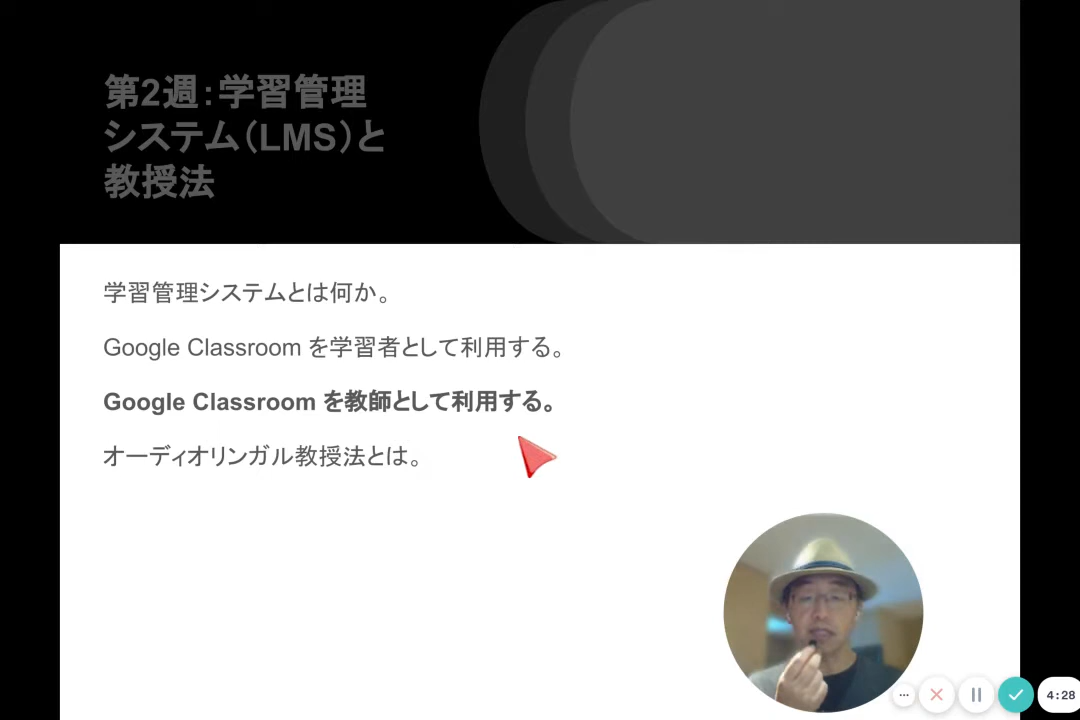 第2週:学習管理
システム(LMS)と
教授法
学習管理システムとは何か。
Google Classroom を学習者として利用する。
Google Classroom を教師として利用する。
オーディオリンガル教授法とは。
4:28